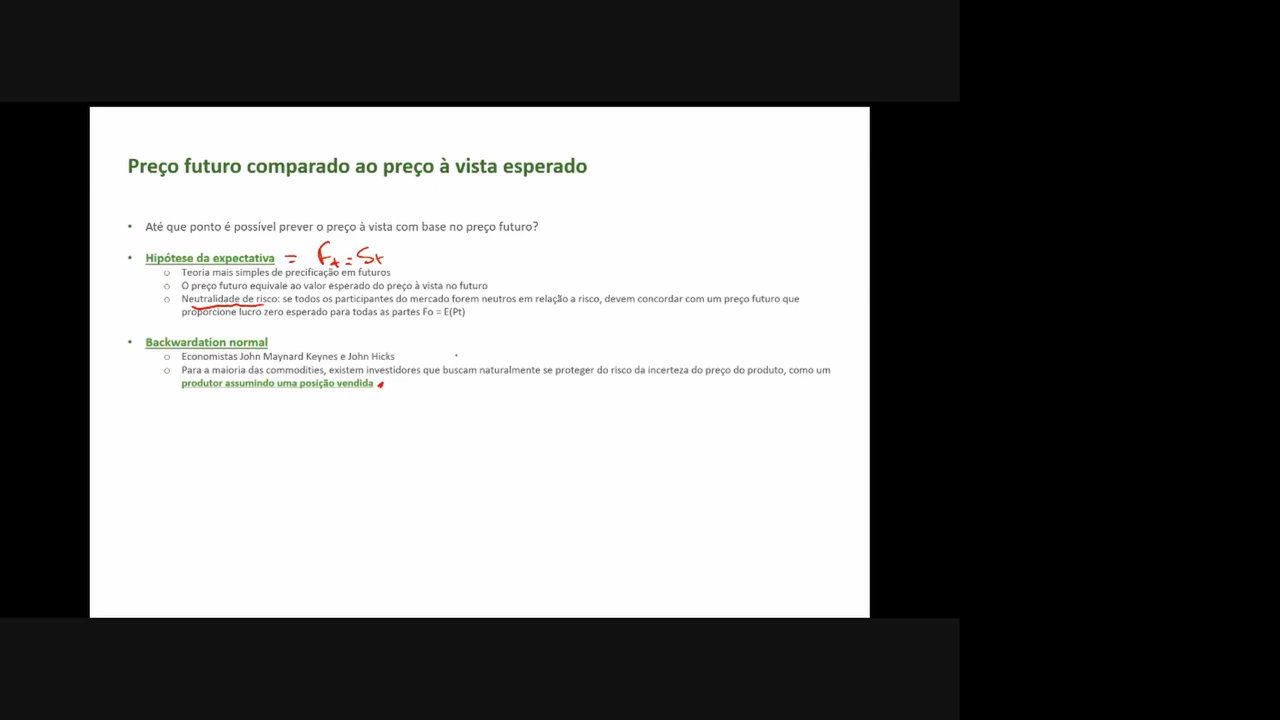 Preço futuro comparado ao preço à vista esperado
• Até que ponto é possível prever o preço à vista com base no preço futuro?
• Hipótese da expectativa = Ft = St
o Teoria mais simples de precificação em futuros
o O preço futuro equivale ao valor esperado do preço à vista no futuro
o Neutralidade de risco: se todos os participantes do mercado forem neutros em relação a risco, devem concordar com um preço futuro que
proporcione lucro zero esperado para todas as partes Fo = E(Pt)
• Backwardation normal
o Economistas John Maynard Keynes e John Hicks
o Para a maioria das commodities, existem investidores que buscam naturalmente se proteger do risco da incerteza do preço do produto, como um
produtor assumindo uma posição vendida